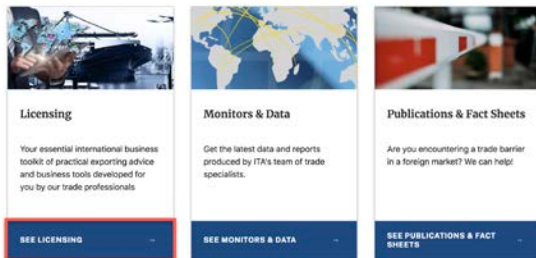 Licensing
Your essential international business
toolkit of practical exporting advice
and business tools developed for
you by our trade professionals
SEE LICENSING →
Monitors & Data
Get the latest data and reports
produced by ITA's team of trade
specialists.
SEE MONITORS & DATA →
Publications & Fact Sheets
Are you encountering a trade barrier
in a foreign market? We can help!
SEE PUBLICATIONS & FACT
SHEETS →